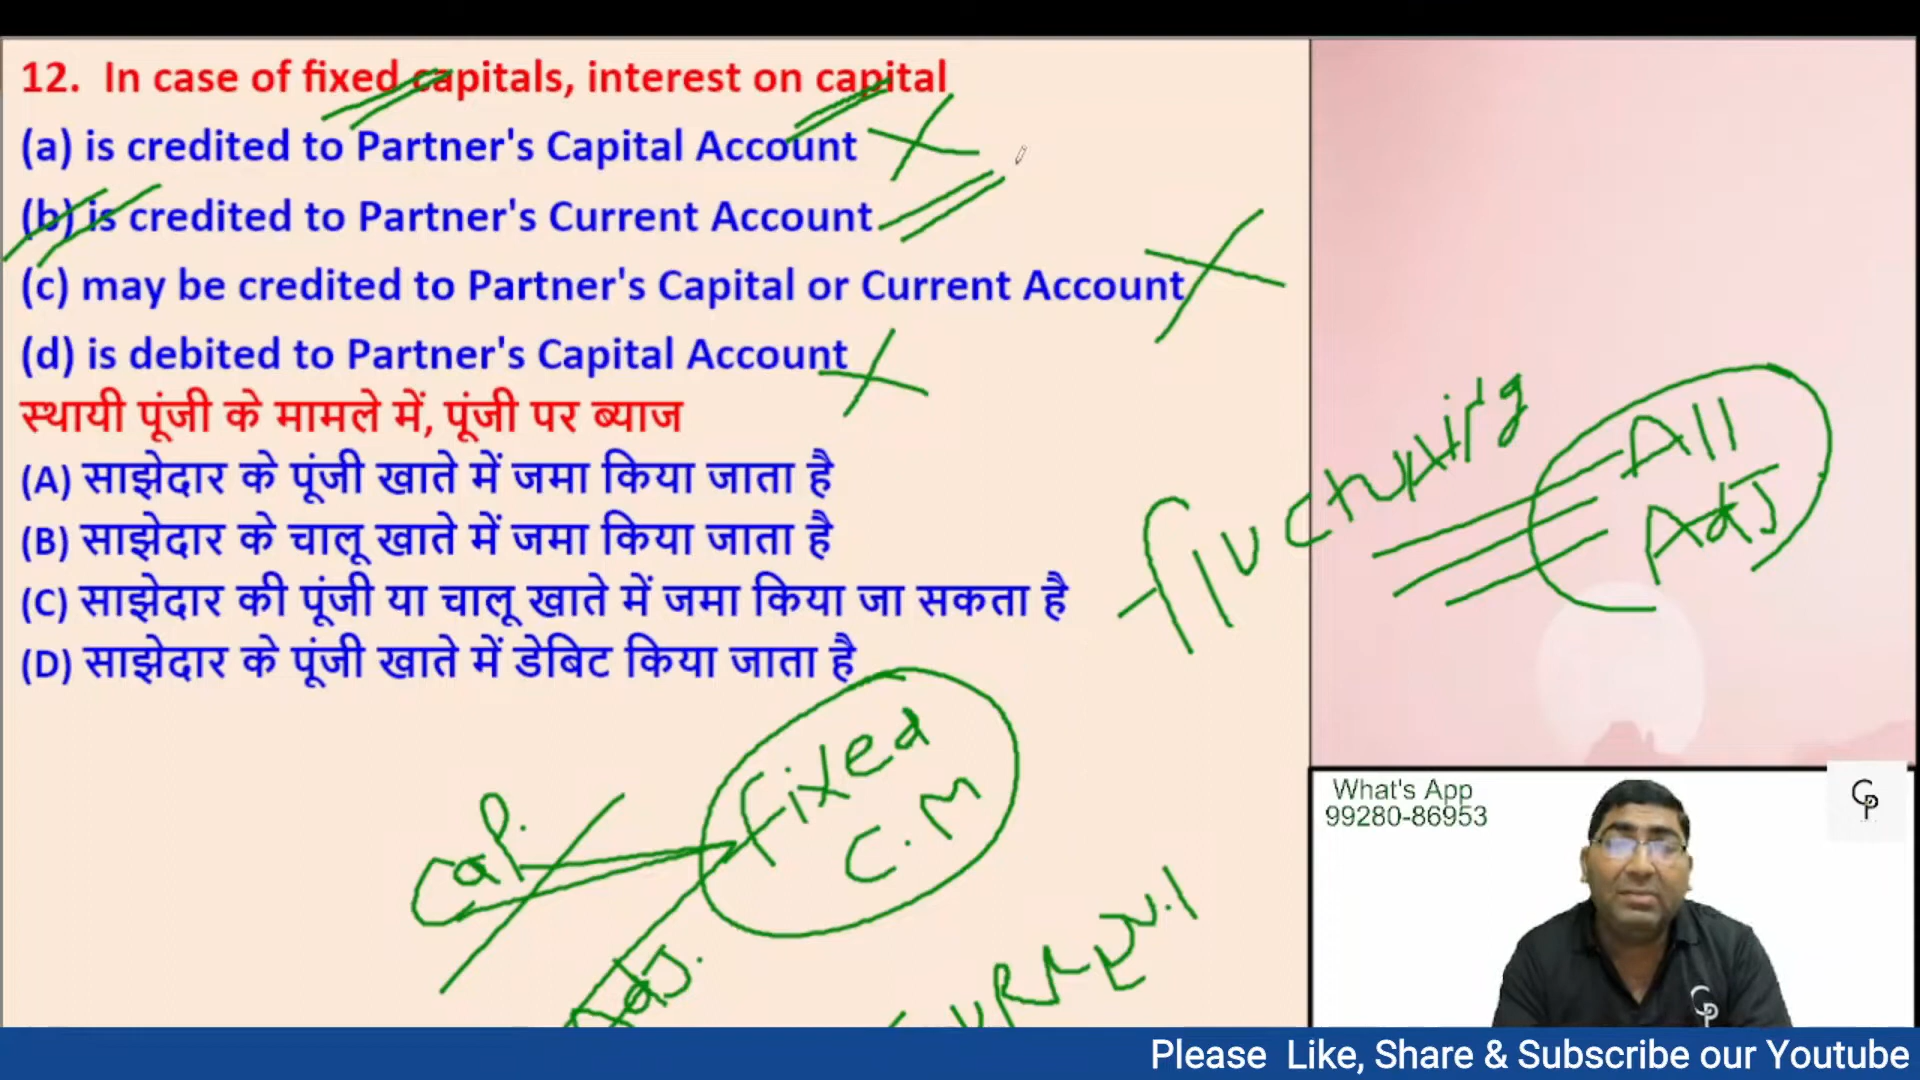 12. In case of fixed capitals, interest on capital
(a) is credited to Partner's Capital Account
(b) is credited to Partner's Current Account
(c) may be credited to Partner's Capital or Current Account
(d) is debited to Partner's Capital Account
स्थायी पूंजी के मामले में, पूंजी पर ब्याज
(A) साझेदार के पूंजी खाते में जमा किया जाता है
(B) साझेदार के चालू खाते में जमा किया जाता है
(C) साझेदार की पूंजी या चालू खाते में जमा किया जा सकता है
(D) साझेदार के पूंजी खाते में डेबिट किया जाता है
All
Adj
Fixed
C.M
Cap.
Adj.
What's App
99280-86953
CP
CP
Please Like, Share & Subscribe our Youtube